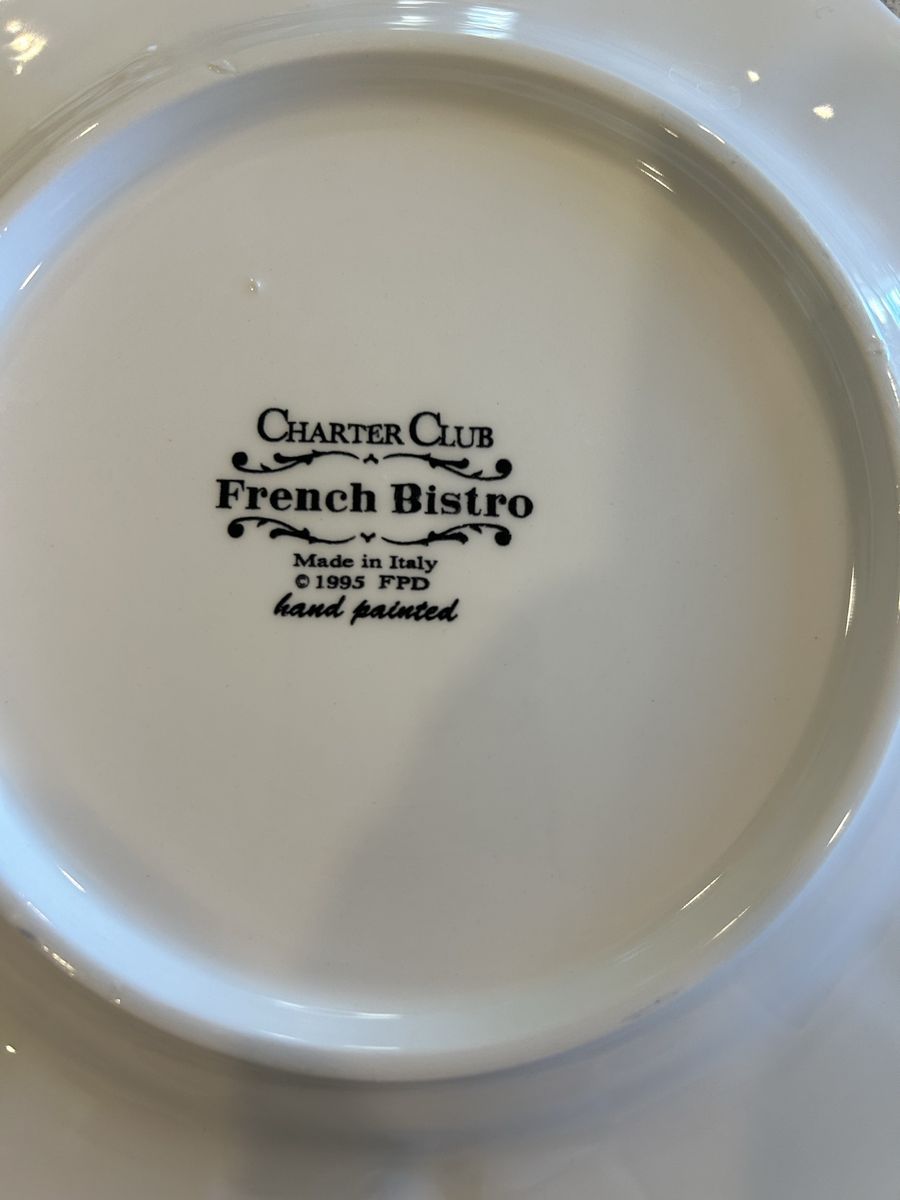 CHARTER CLUB
French Bistro
Made in Italy
© 1995 FPD
hand painted